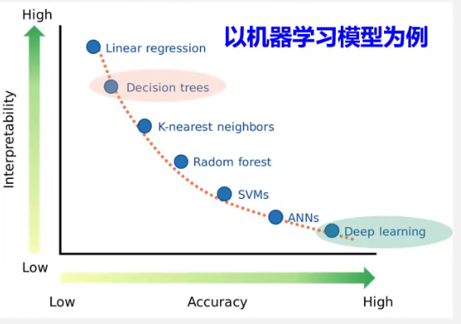 High
以机器学习模型为例
Linear regression
Decision trees
K-nearest neighbors
Radom forest
SVMs
ANNs
Deep learning
Interpretability
Low
Low
Accuracy
High